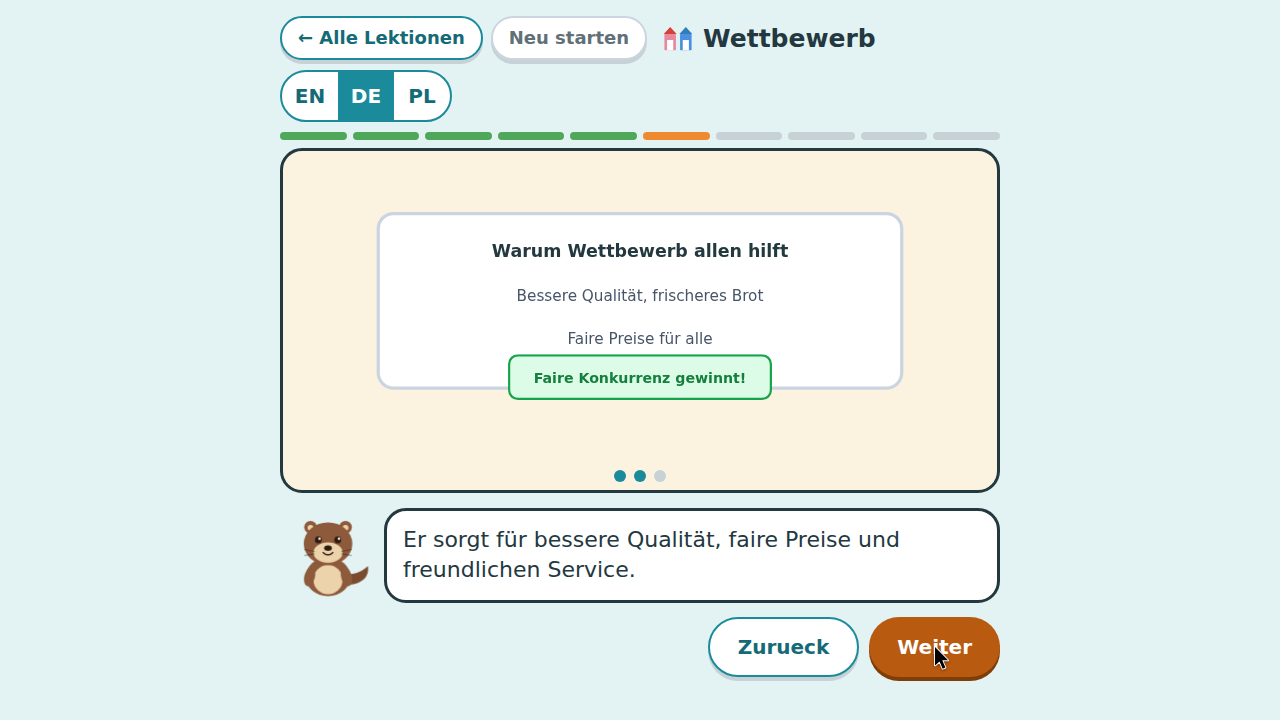 ← Alle Lektionen
Neu starten
Wettbewerb
EN
DE
PL
Warum Wettbewerb allen hilft
Bessere Qualität, frischeres Brot
Faire Preise für alle
Faire Konkurrenz gewinnt!
Er sorgt für bessere Qualität, faire Preise und
freundlichen Service.
Zurueck
Weiter